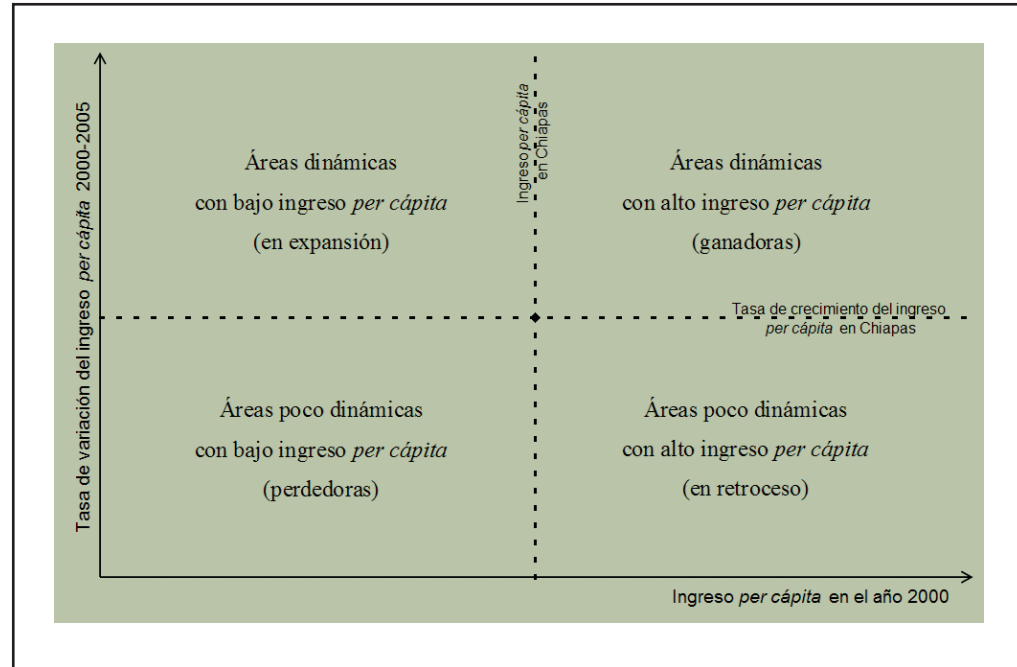 Tasa de variación del ingreso per cápita 2000-2005
Ingreso per cápita
en Chiapas
Áreas dinámicas
con bajo ingreso per cápita
(en expansión)
Áreas dinámicas
con alto ingreso per cápita
(ganadoras)
Tasa de crecimiento del ingreso
per cápita en Chiapas
Áreas poco dinámicas
con bajo ingreso per cápita
(perdedoras)
Áreas poco dinámicas
con alto ingreso per cápita
(en retroceso)
Ingreso per cápita en el año 2000